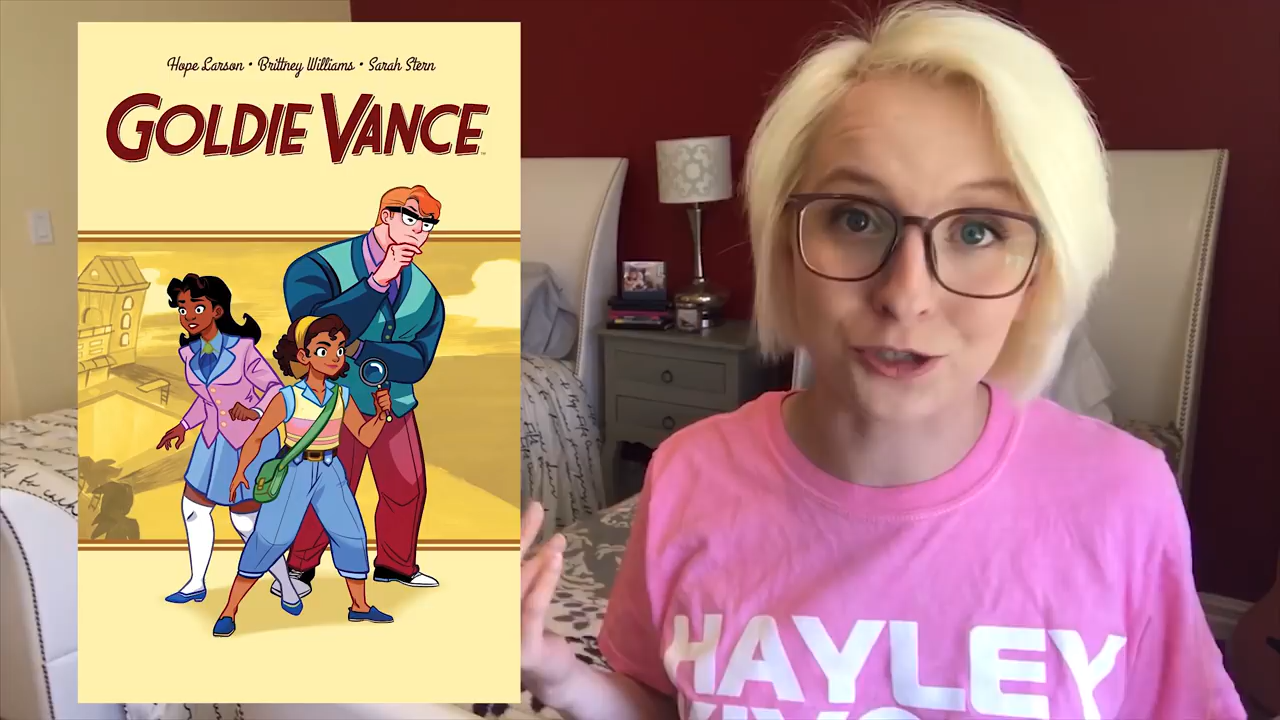 Hope Larson • Brittney Williams • Sarah Stern
GOLDIE VANCE
HAYLEY